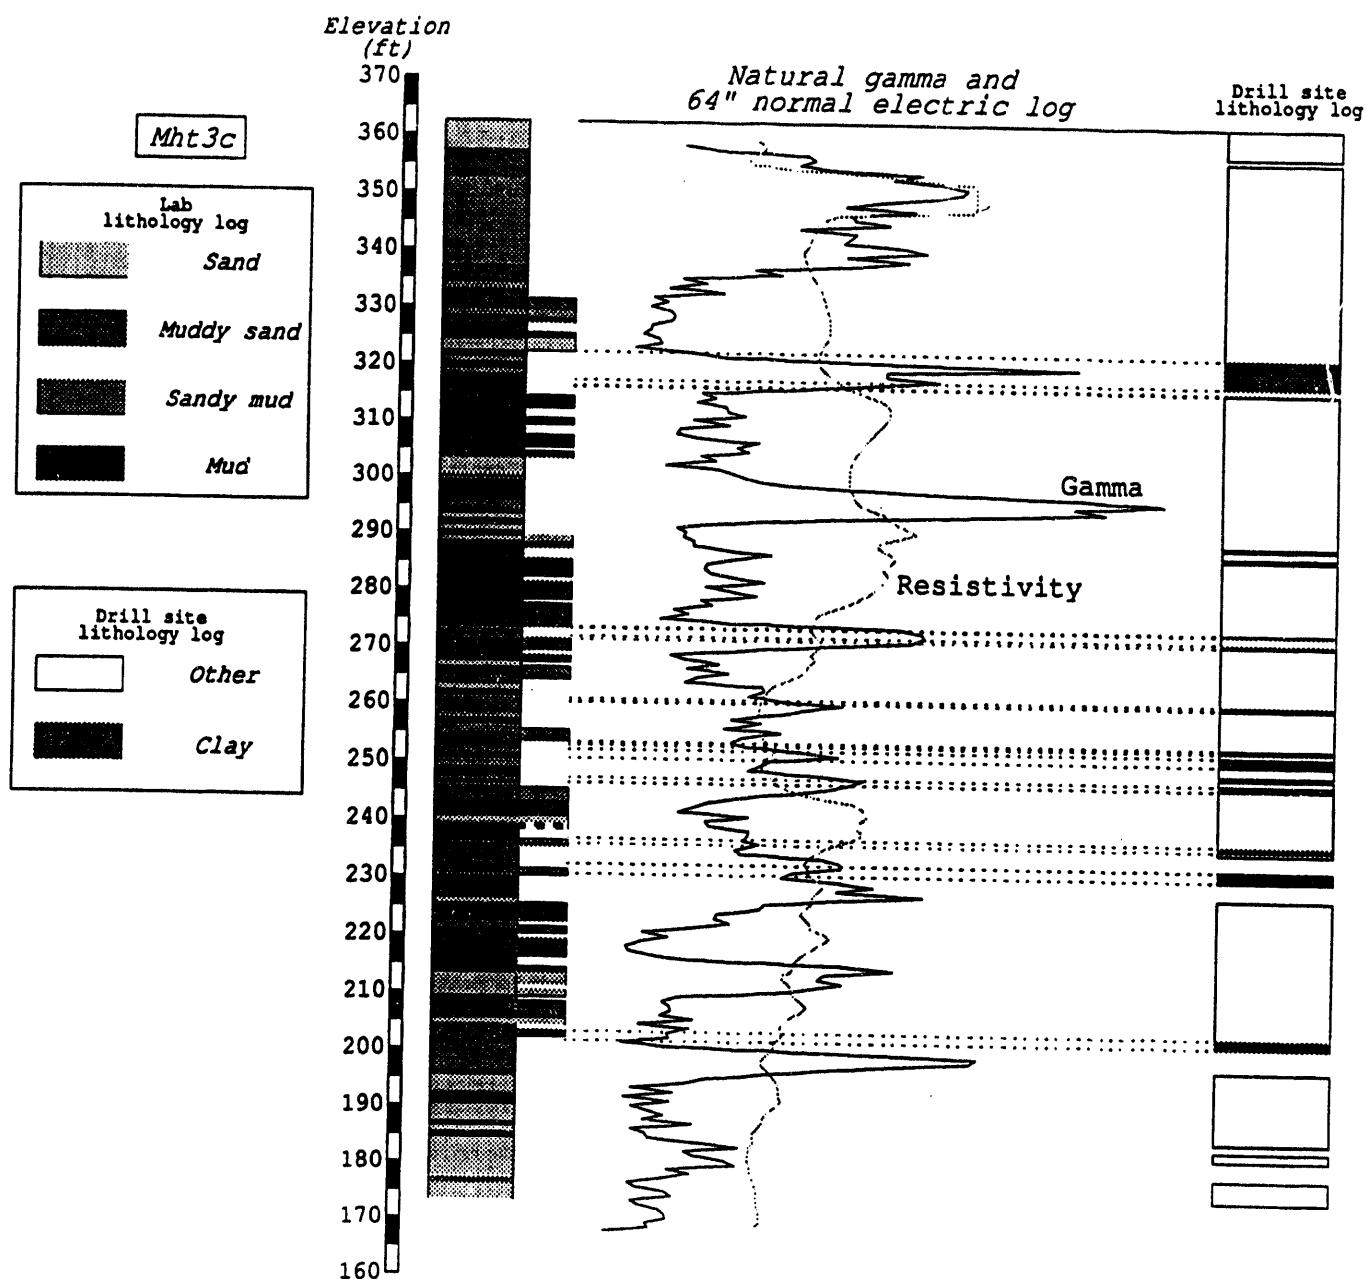 Elevation
(ft)
Natural gamma and
64" normal electric log
Drill site
lithology log
Mht3c
Lab
lithology log
Sand
Muddy sand
Sandy mud
Mud
Drill site
lithology log
Other
Clay
370
360
350
340
330
320
310
300
290
280
270
260
250
240
230
220
210
200
190
180
170
160
Gamma
Resistivity